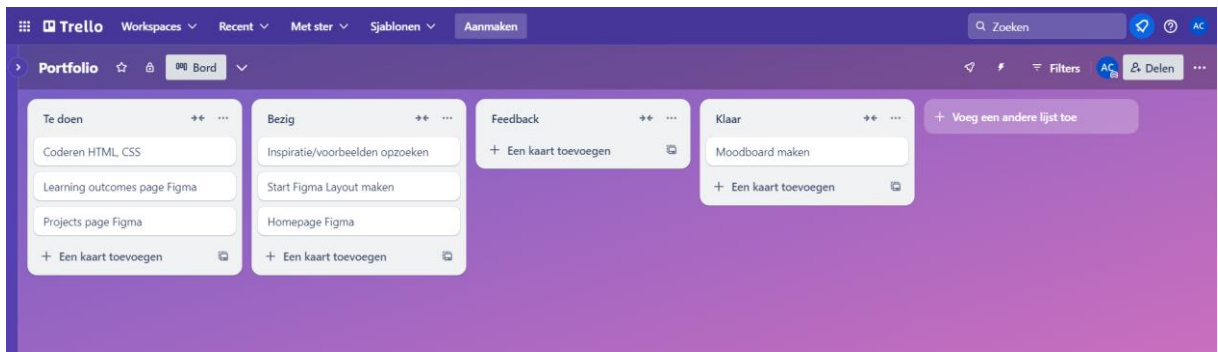 Trello Workspaces Recent Met ster Sjablonen Aanmaken Zoeken AC
Portfolio Bord Filters AC Delen
Te doen
Coderen HTML, CSS
Learning outcomes page Figma
Projects page Figma
+ Een kaart toevoegen
Bezig
Inspiratie/voorbeelden opzoeken
Start Figma Layout maken
Homepage Figma
+ Een kaart toevoegen
Feedback
+ Een kaart toevoegen
Klaar
Moodboard maken
+ Een kaart toevoegen
+ Voeg een andere lijst toe